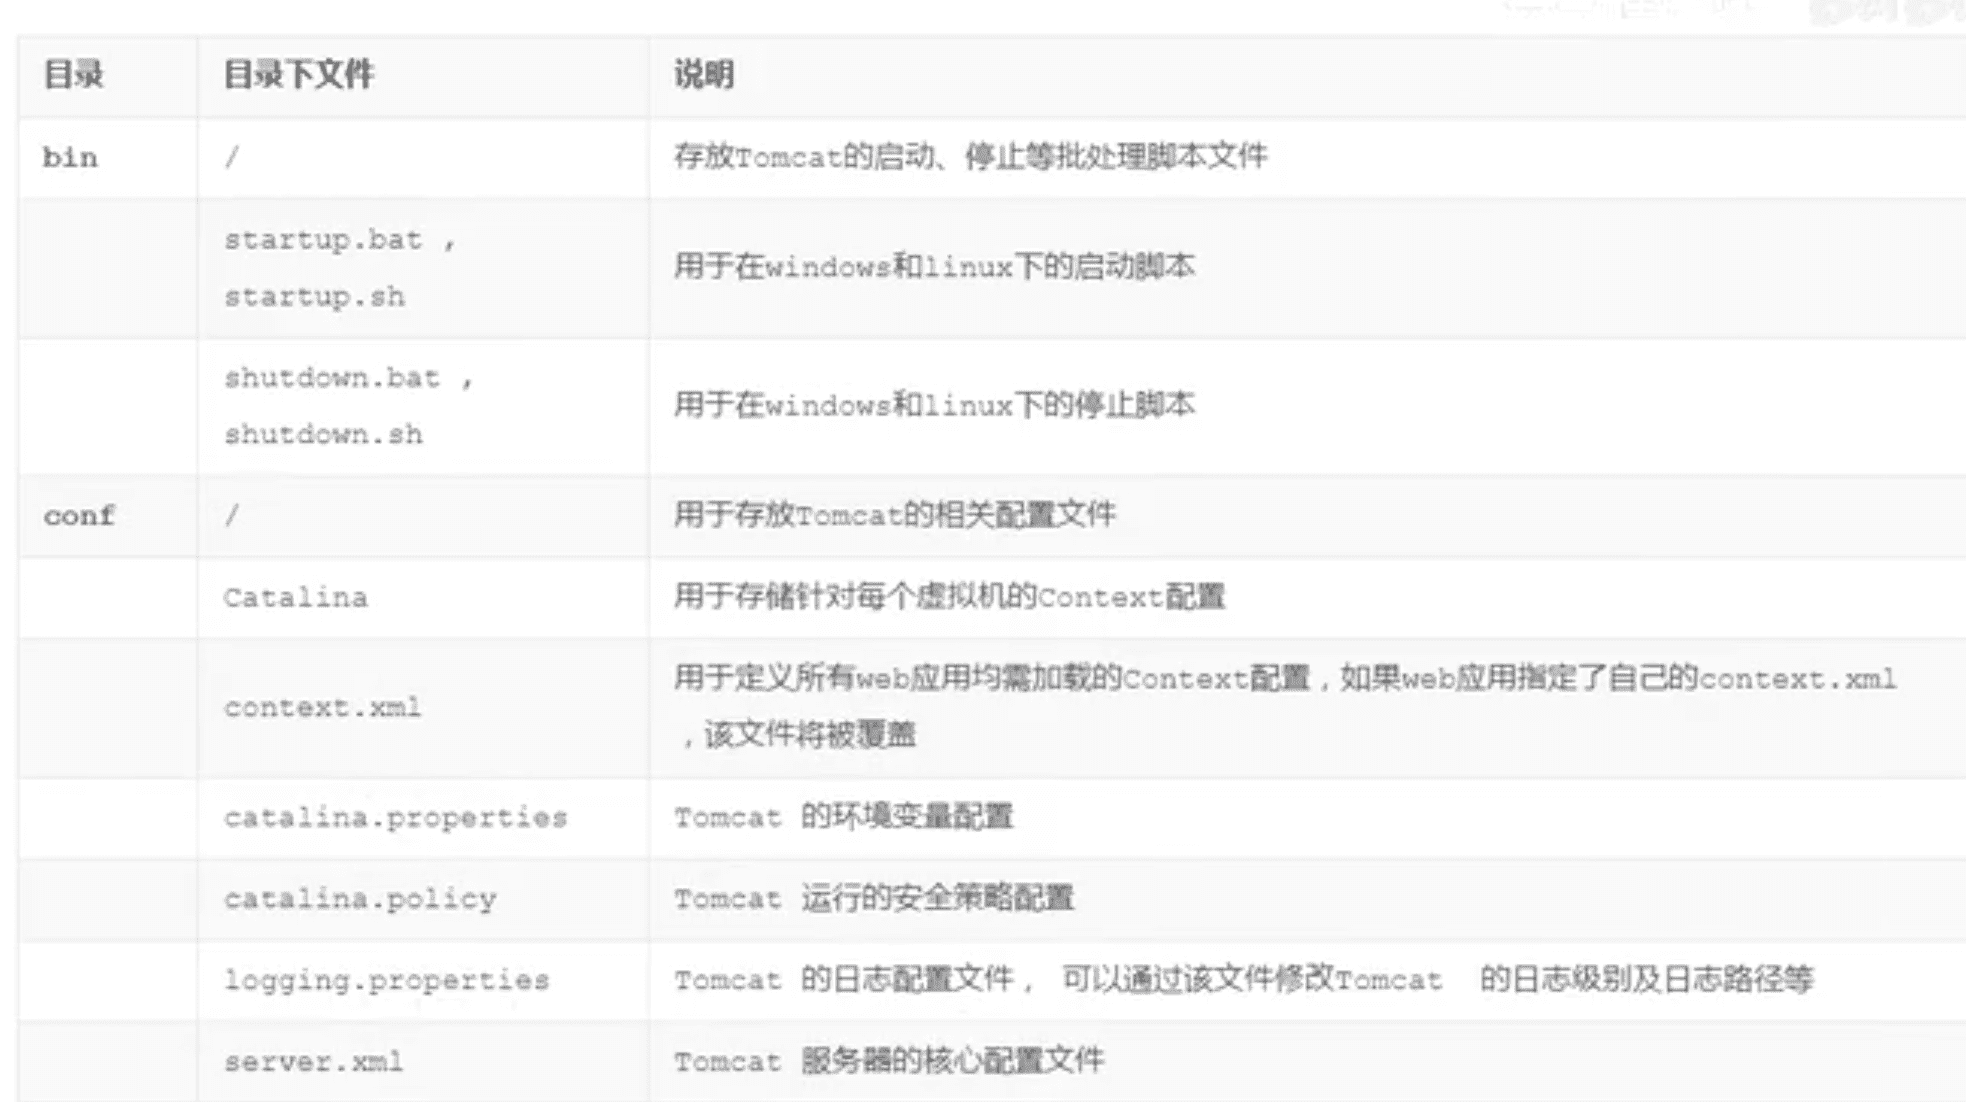 目录 目录下文件 说明
bin / 存放Tomcat的启动、停止等批处理脚本文件
startup.bat ,
startup.sh
用于在windows和linux下的启动脚本
shutdown.bat ,
shutdown.sh
用于在windows和linux下的停止脚本
conf / 用于存放Tomcat的相关配置文件
Catalina 用于存储针对每个虚拟机的Context配置
context.xml
用于定义所有web应用均需加载的Context配置，如果web应用指定了自己的context.xml
，该文件将被覆盖
catalina.properties Tomcat 的环境变量配置
catalina.policy Tomcat 运行的安全策略配置
logging.properties Tomcat 的日志配置文件， 可以通过该文件修改Tomcat 的日志级别及日志路径等
server.xml Tomcat 服务器的核心配置文件